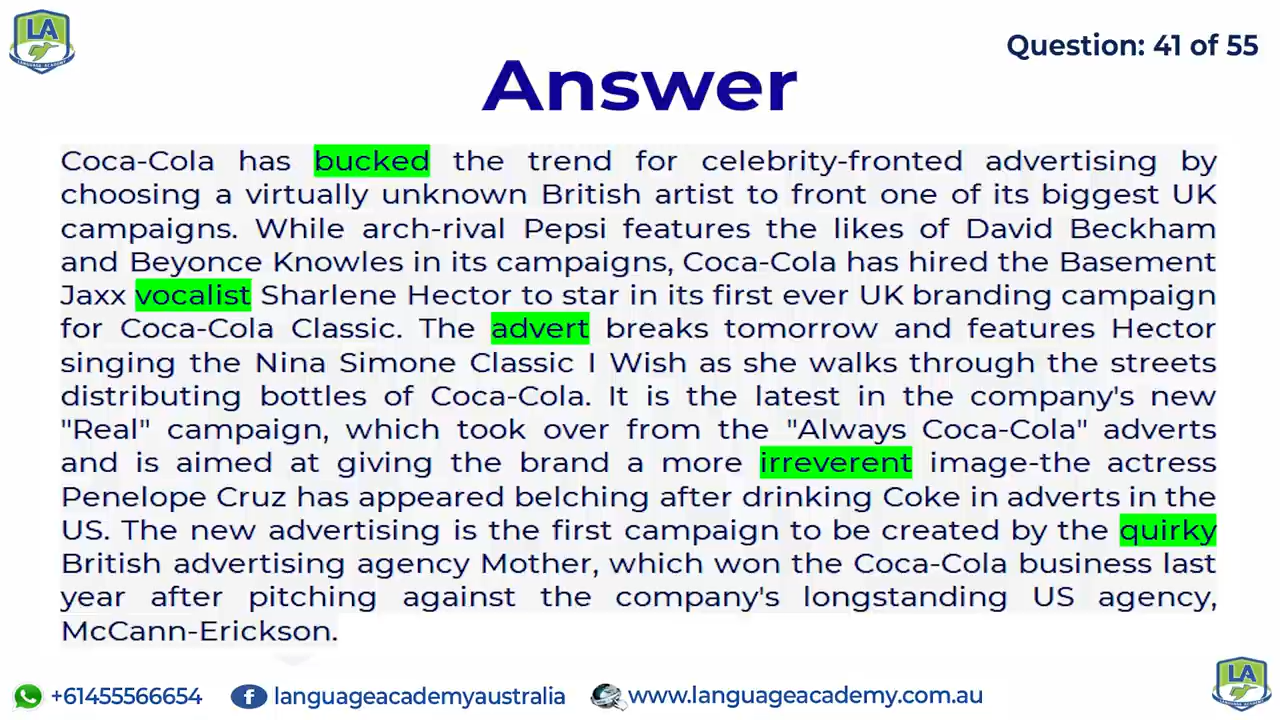 LA
LANGUAGE ACADEMY
Question: 41 of 55
Answer
Coca-Cola has bucked the trend for celebrity-fronted advertising by
choosing a virtually unknown British artist to front one of its biggest UK
campaigns. While arch-rival Pepsi features the likes of David Beckham
and Beyonce Knowles in its campaigns, Coca-Cola has hired the Basement
Jaxx vocalist Sharlene Hector to star in its first ever UK branding campaign
for Coca-Cola Classic. The advert breaks tomorrow and features Hector
singing the Nina Simone Classic I Wish as she walks through the streets
distributing bottles of Coca-Cola. It is the latest in the company's new
"Real" campaign, which took over from the "Always Coca-Cola" adverts
and is aimed at giving the brand a more irreverent image-the actress
Penelope Cruz has appeared belching after drinking Coke in adverts in the
US. The new advertising is the first campaign to be created by the quirky
British advertising agency Mother, which won the Coca-Cola business last
year after pitching against the company's longstanding US agency,
McCann-Erickson.
+61455566654 languageacademyaustralia www.languageacademy.com.au
LA
LANGUAGE ACADEMY